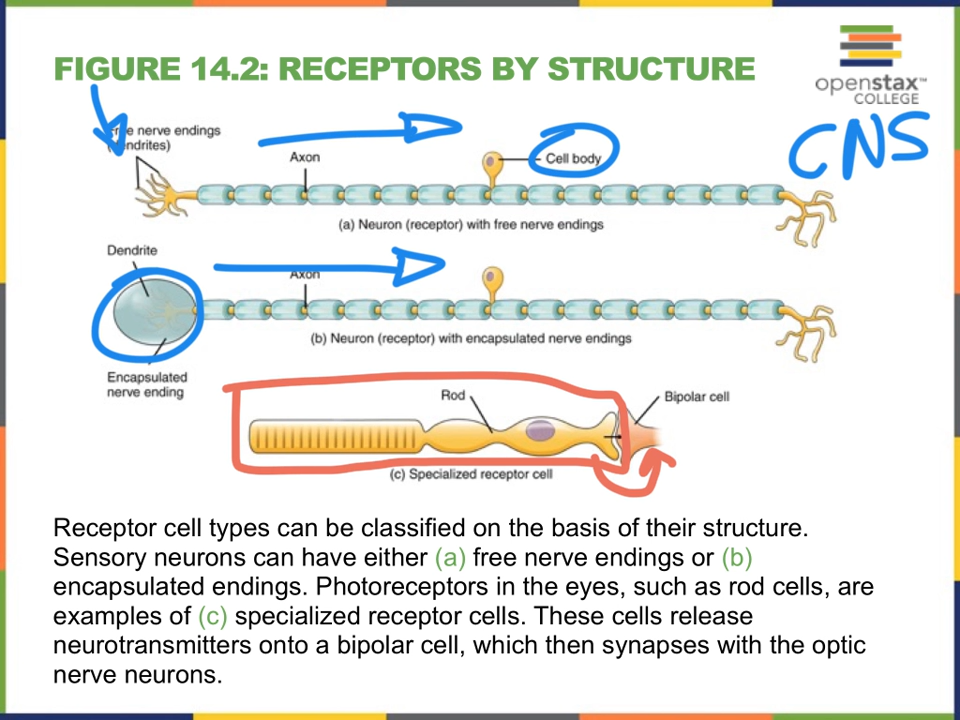 FIGURE 14.2: RECEPTORS BY STRUCTURE
openstax™
COLLEGE
CNS
Free nerve endings
(dendrites)
Axon
Cell body
(a) Neuron (receptor) with free nerve endings
Dendrite
Axon
(b) Neuron (receptor) with encapsulated nerve endings
Encapsulated
nerve ending
Rod
Bipolar cell
(c) Specialized receptor cell
Receptor cell types can be classified on the basis of their structure.
Sensory neurons can have either (a) free nerve endings or (b)
encapsulated endings. Photoreceptors in the eyes, such as rod cells, are
examples of (c) specialized receptor cells. These cells release
neurotransmitters onto a bipolar cell, which then synapses with the optic
nerve neurons.